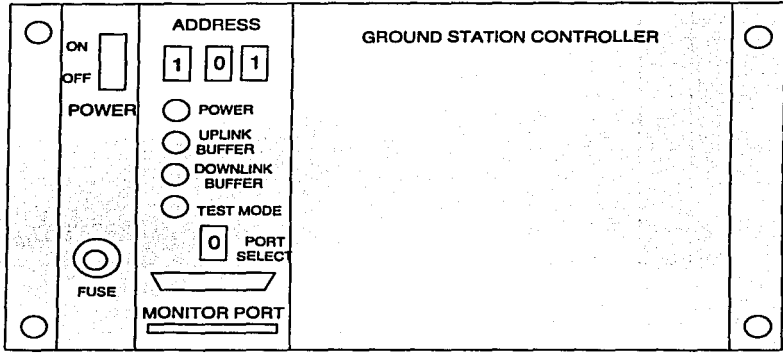 ON
OFF
POWER
FUSE
ADDRESS
1 0 1
POWER
UPLINK
BUFFER
DOWNLINK
BUFFER
TEST MODE
0 PORT
SELECT
MONITOR PORT
GROUND STATION CONTROLLER